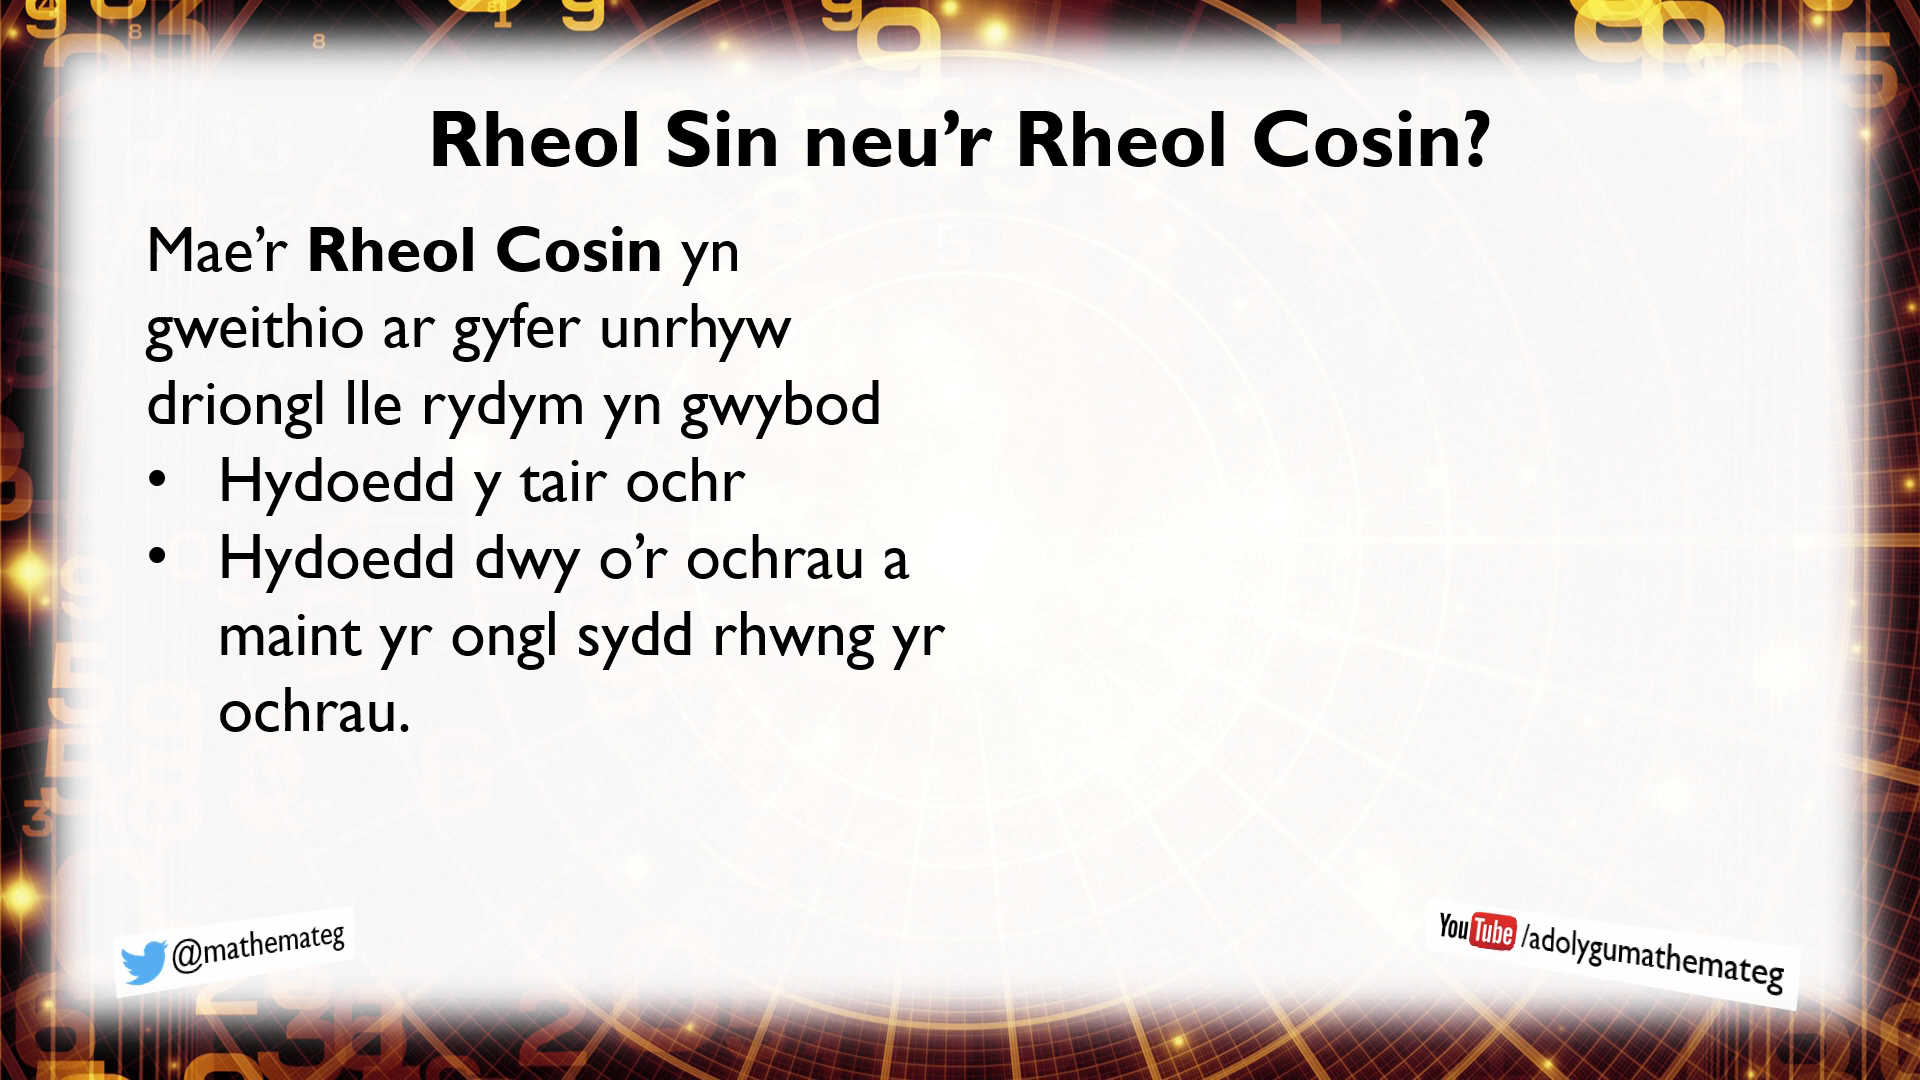 Rheol Sin neu’r Rheol Cosin?
Mae’r Rheol Cosin yn
gweithio ar gyfer unrhyw
driongl lle rydym yn gwybod
• Hydoedd y tair ochr
• Hydoedd dwy o’r ochrau a
maint yr ongl sydd rhwng yr
ochrau.
@mathemateg
YouTube /adolygumathemateg